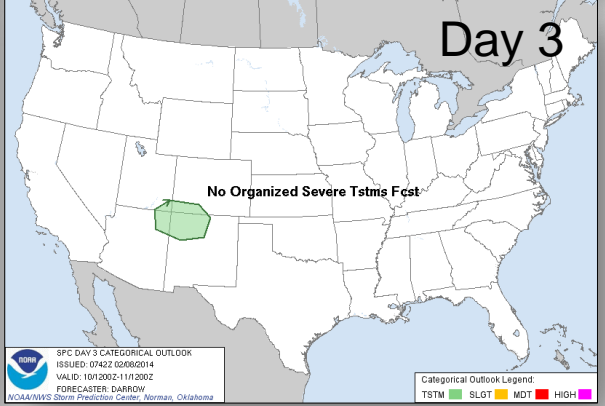 Day 3
No Organized Severe Tstms Fcst
NOAA
SPC DAY 3 CATEGORICAL OUTLOOK
ISSUED: 0742Z 02/08/2014
VALID: 10/1200Z-11/1200Z
FORECASTER: DARROW
NOAA/NWS Storm Prediction Center, Norman, Oklahoma
Categorical Outlook Legend:
TSTM SLGT MDT HIGH